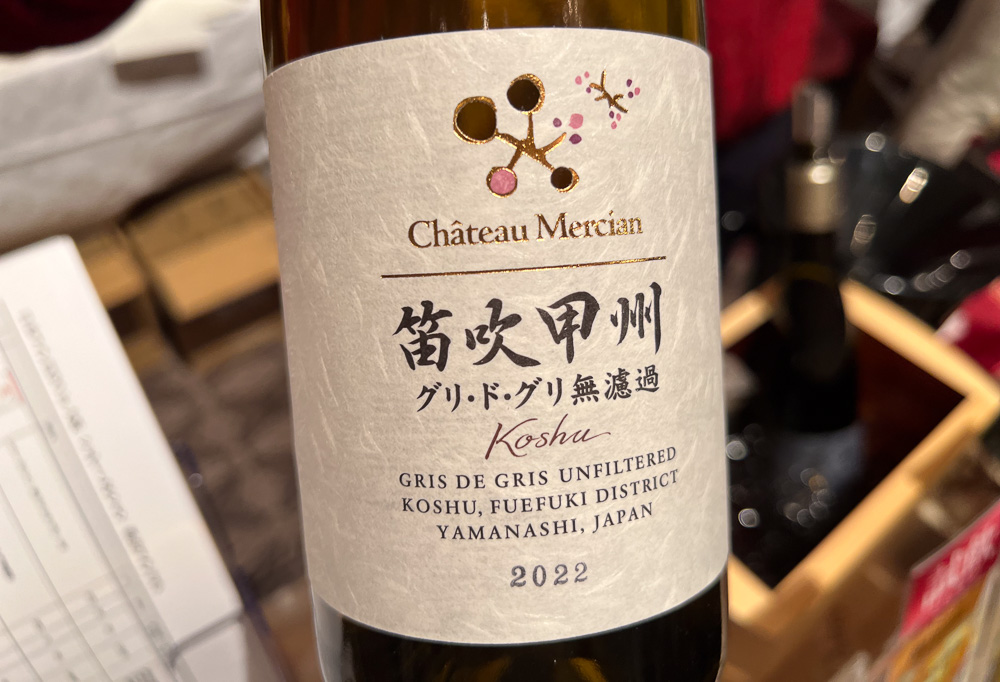 Château Mercian
笛吹甲州
グリ・ド・グリ無濾過
Koshu
GRIS DE GRIS UNFILTERED
KOSHU, FUEFUKI DISTRICT
YAMANASHI, JAPAN
2022